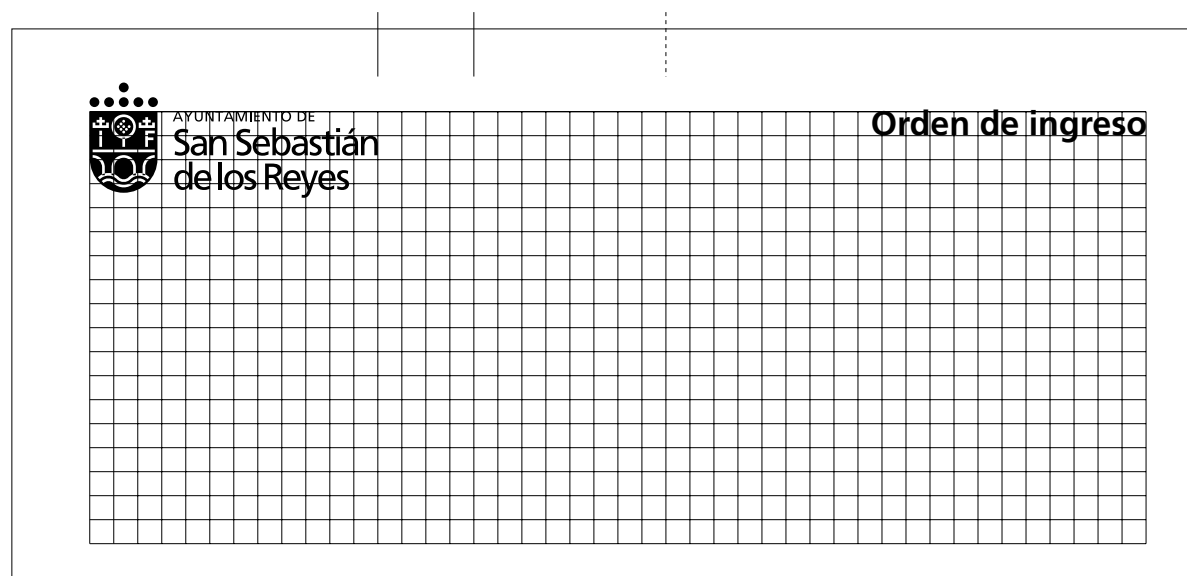 AYUNTAMIENTO DE
San Sebastián
de los Reyes
Orden de ingreso
I Y F